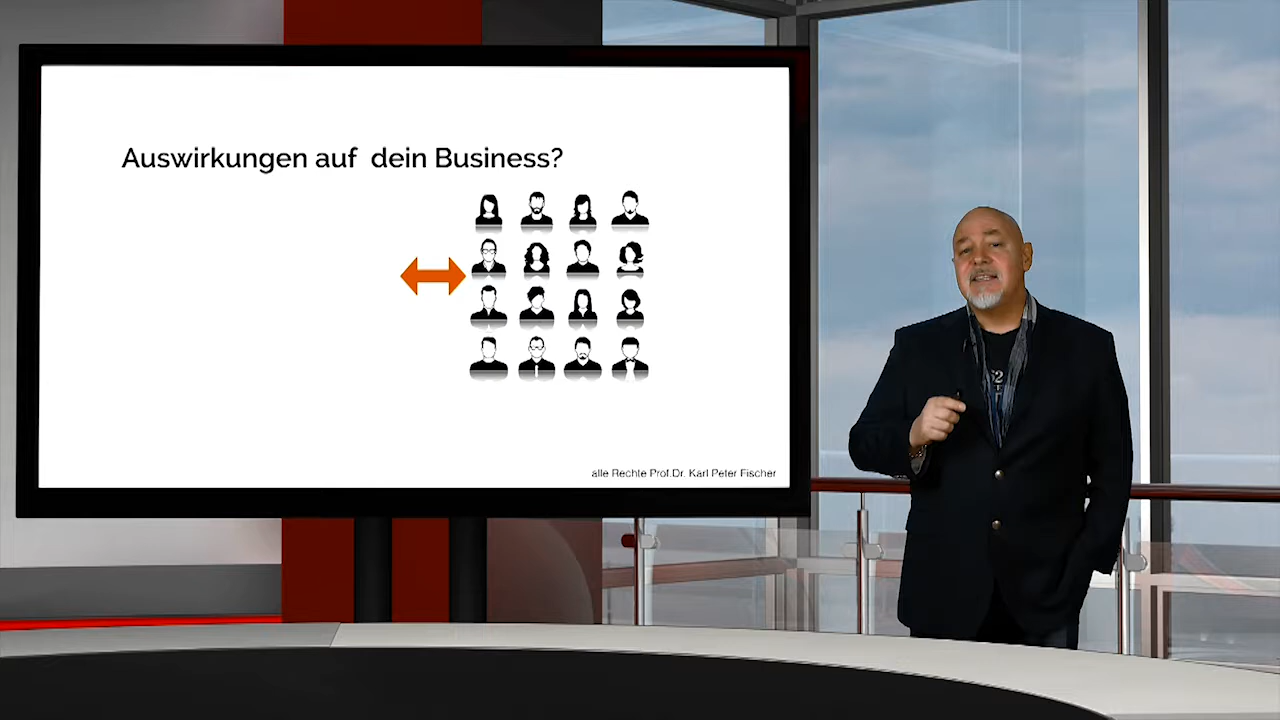 Auswirkungen auf dein Business?
alle Rechte Prof.Dr. Karl Peter Fischer